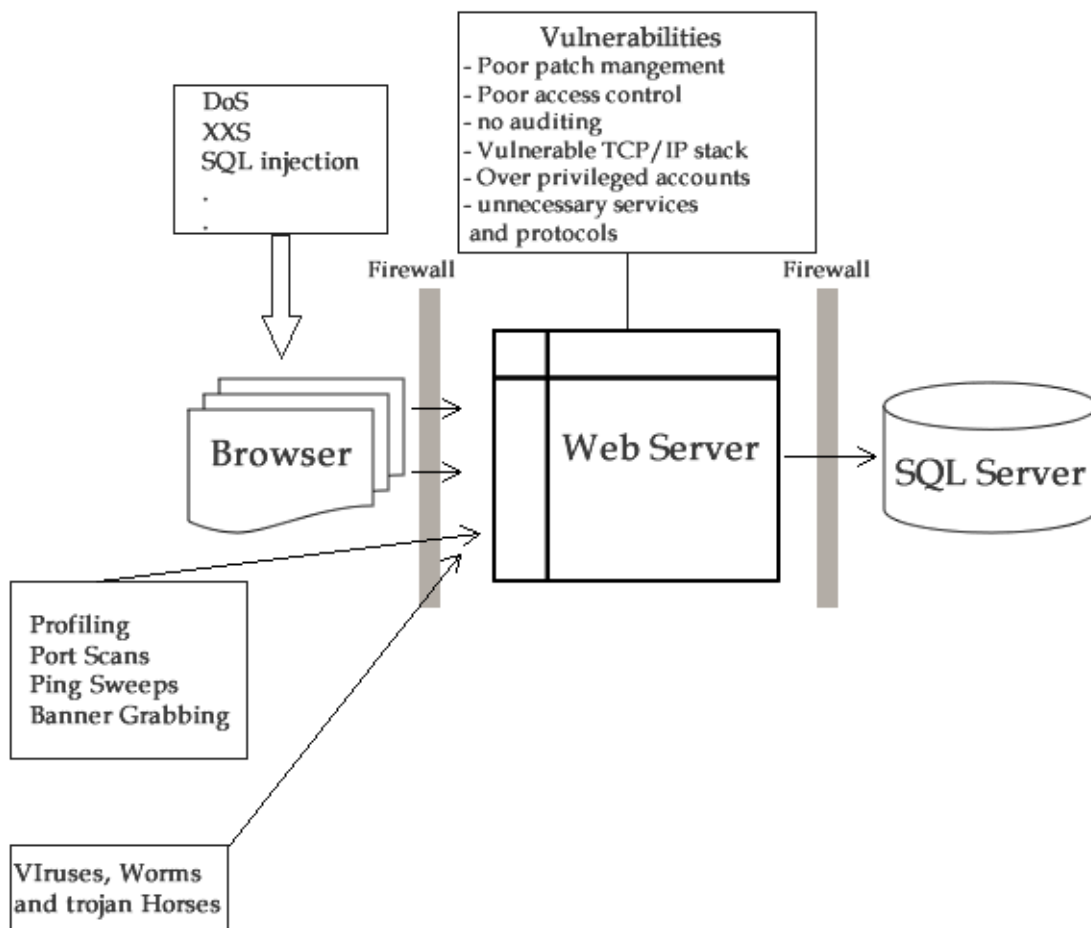 Vulnerabilities
- Poor patch mangement
- Poor access control
- no auditing
- Vulnerable TCP/IP stack
- Over privileged accounts
- unnecessary services
and protocols
DoS
XXS
SQL injection
.
.
Firewall
Firewall
Browser
Web Server
SQL Server
Profiling
Port Scans
Ping Sweeps
Banner Grabbing
VIruses, Worms
and trojan Horses